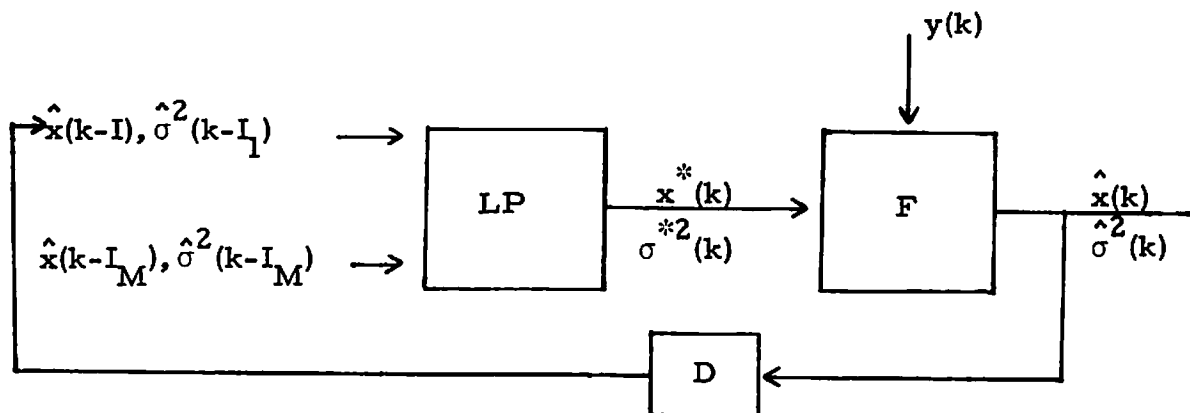 y(k)
x̂(k-I), σ̂²(k-I₁)
LP
x*(k)
σ*²(k)
F
x̂(k)
σ̂²(k)
x̂(k-I_M), σ̂²(k-I_M)
D